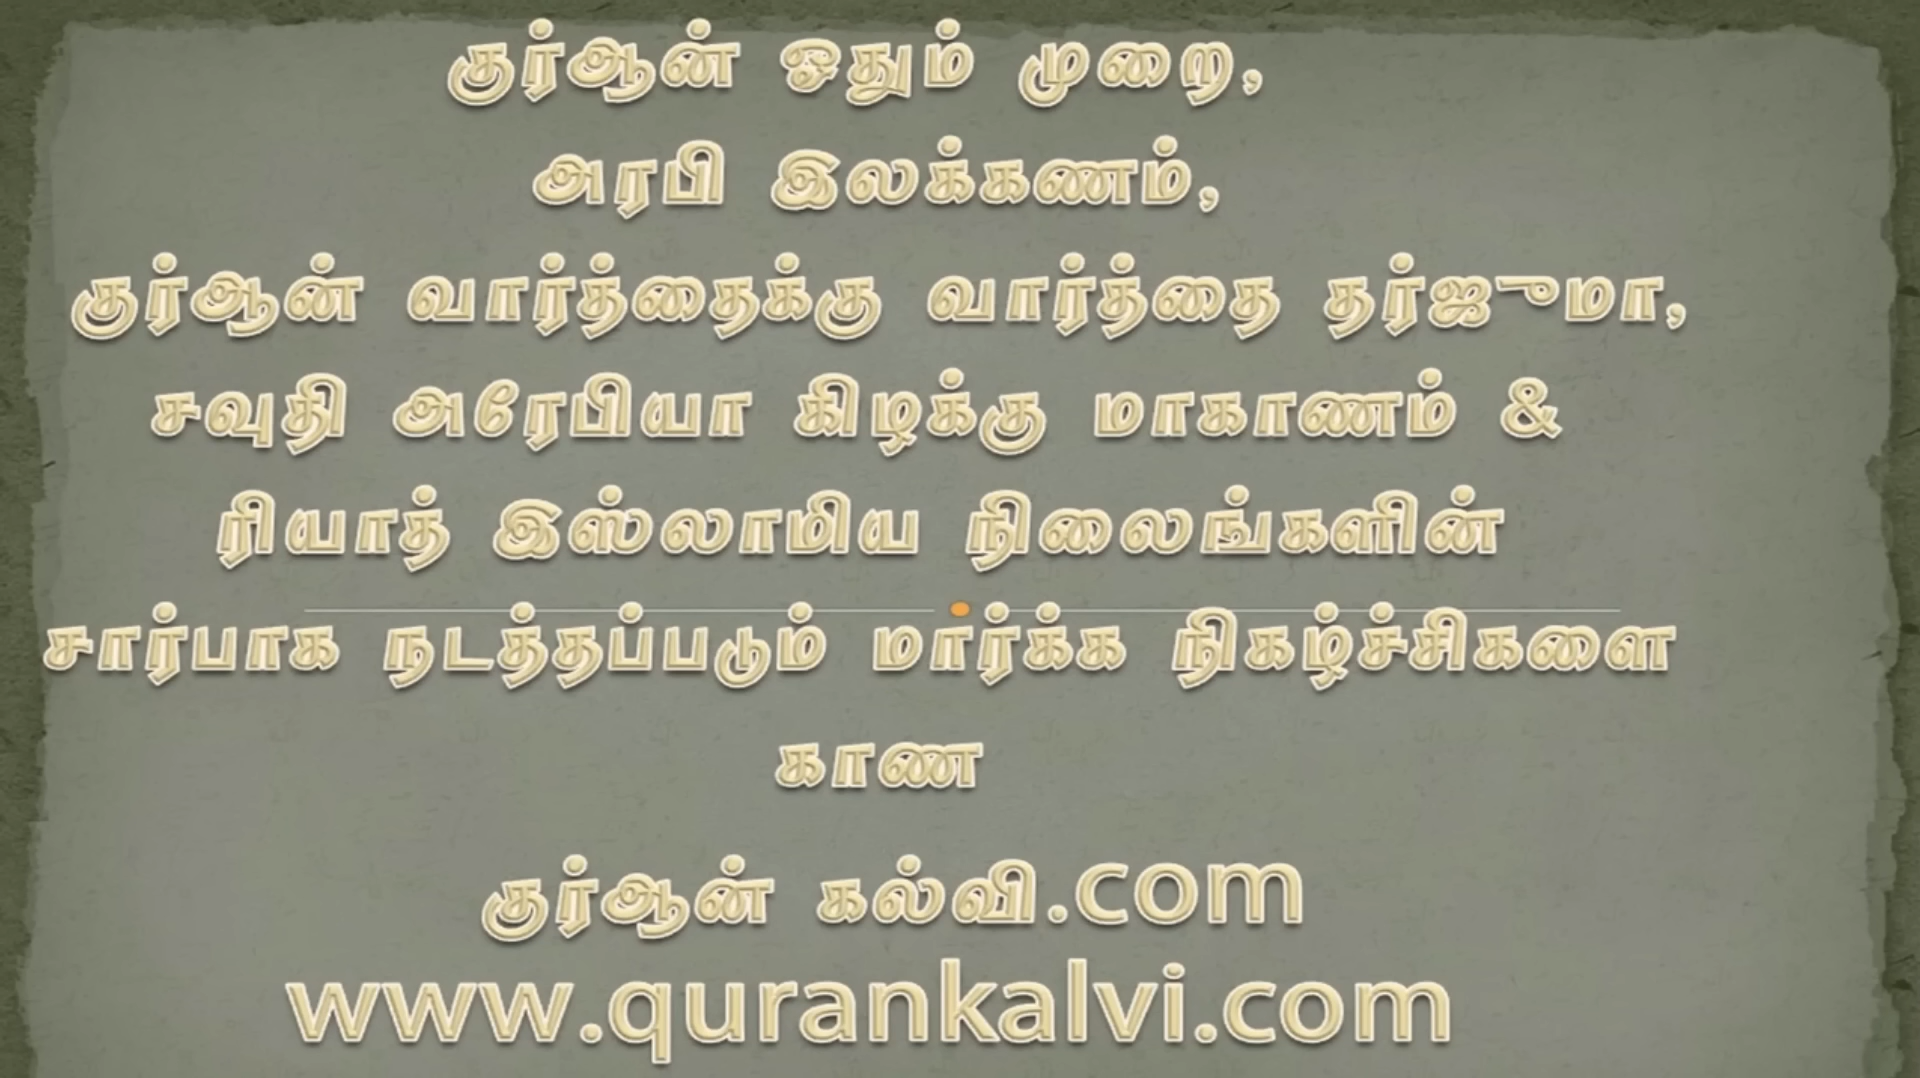 குர்ஆன் ஓதும் முறை,
அரபி இலக்கணம்,
குர்ஆன் வார்த்தைக்கு வார்த்தை தர்ஜுமா,
சவுதி அரேபியா கிழக்கு மாகாணம் &
ரியாத் இஸ்லாமிய நிலைங்களின்
சார்பாக நடத்தப்படும் மார்க்க நிகழ்ச்சிகளை
காண
குர்ஆன் கல்வி.com
www.qurankalvi.com